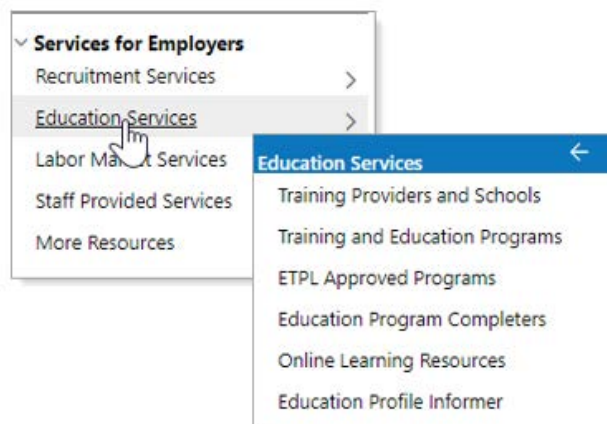 Services for Employers
Recruitment Services
Education Services
Labor Market Services
Staff Provided Services
More Resources
Education Services
Training Providers and Schools
Training and Education Programs
ETPL Approved Programs
Education Program Completers
Online Learning Resources
Education Profile Informer